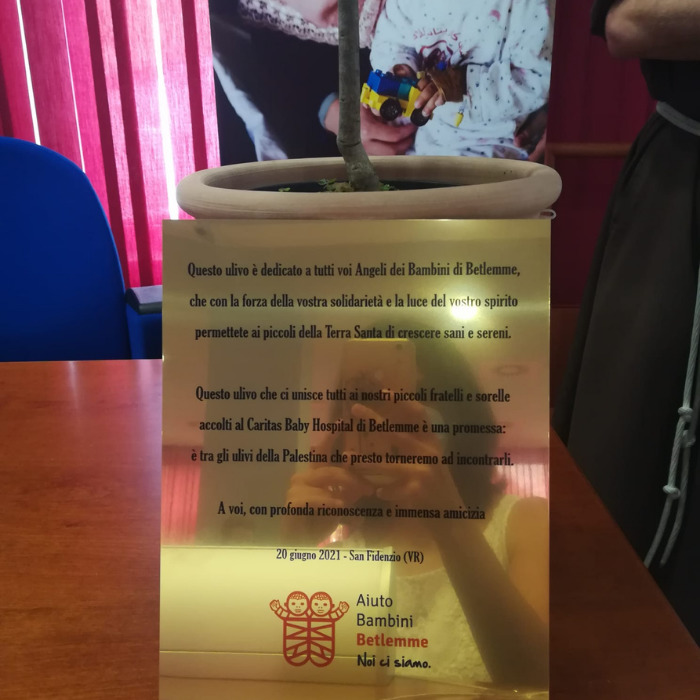 Questo ulivo è dedicato a tutti voi Angeli dei Bambini di Betlemme,
che con la forza della vostra solidarietà e la luce del vostro spirito
permettete ai piccoli della Terra Santa di crescere sani e sereni.
Questo ulivo che ci unisce tutti ai nostri piccoli fratelli e sorelle
accolti al Caritas Baby Hospital di Betlemme è una promessa:
è tra gli ulivi della Palestina che presto torneremo ad incontrarli.
A voi, con profonda riconoscenza e immensa amicizia
20 giugno 2021 - San Fidenzio (VR)
Aiuto
Bambini
Betlemme
Noi ci siamo.